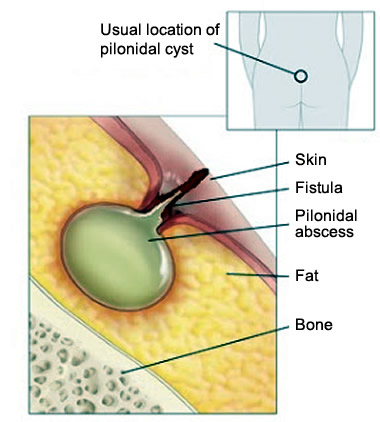 Usual location of
pilonidal cyst
Skin
Fistula
Pilonidal
abscess
Fat
Bone